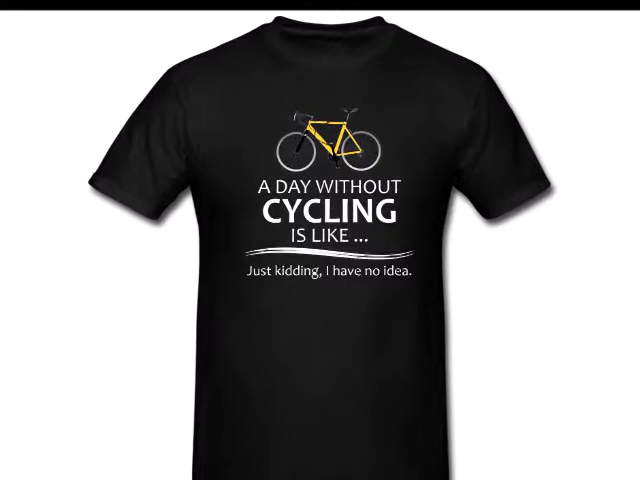 A DAY WITHOUT
CYCLING
IS LIKE ...
Just kidding, I have no idea.